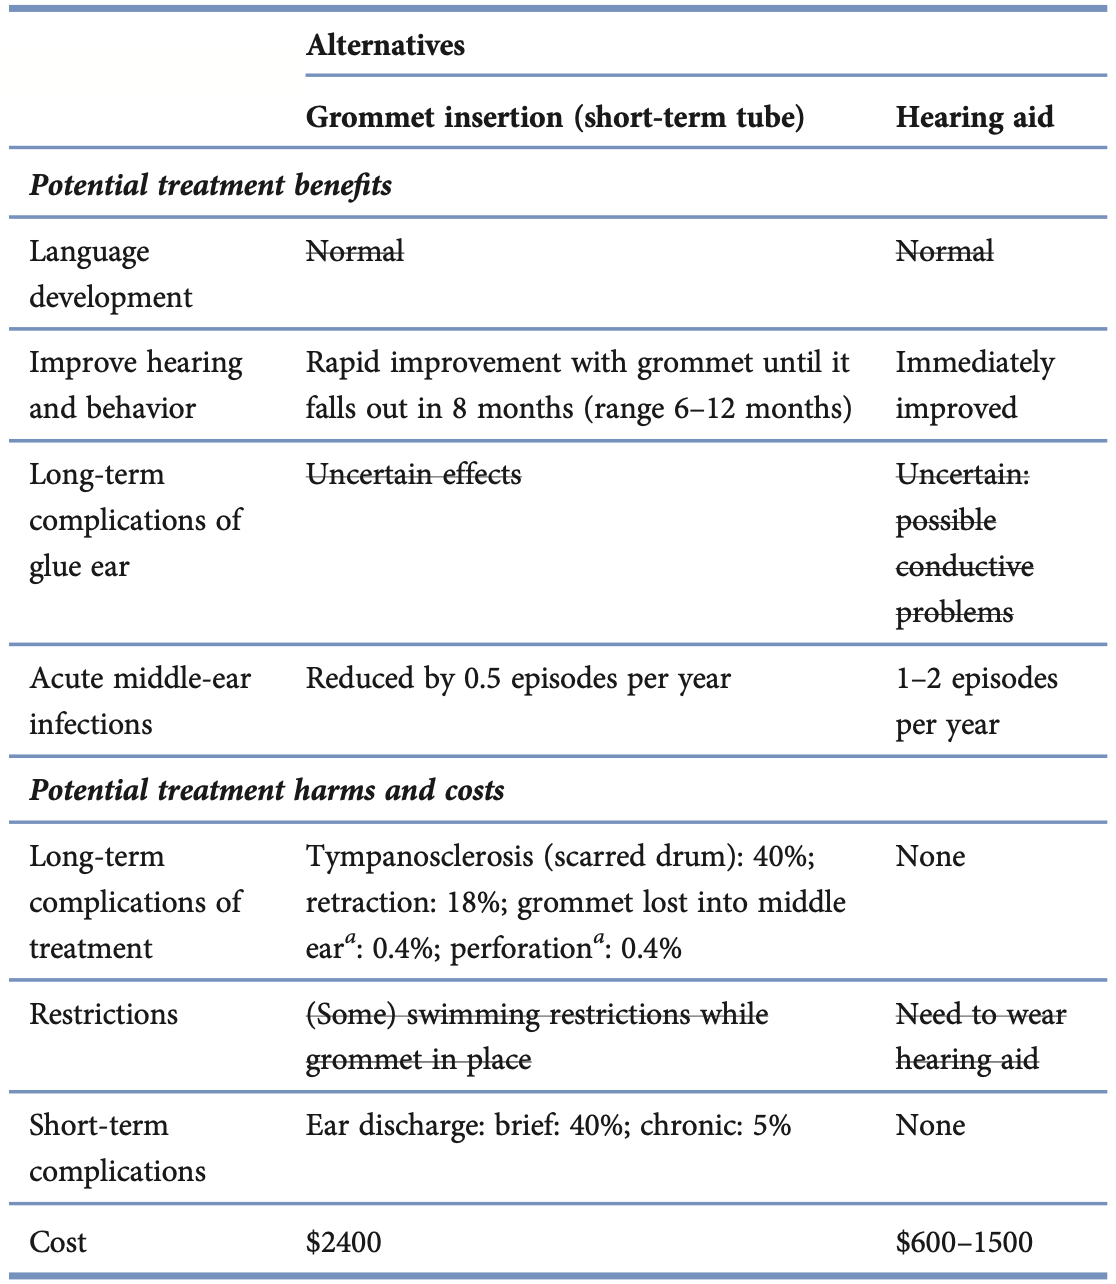 Alternatives
Grommet insertion (short-term tube) Hearing aid
Potential treatment benefits
Language Normal Normal
development
Improve hearing Rapid improvement with grommet until it Immediately
and behavior falls out in 8 months (range 6–12 months) improved
Long-term Uncertain effects Uncertain:
complications of possible
glue ear conductive
problems
Acute middle-ear Reduced by 0.5 episodes per year 1–2 episodes
infections per year
Potential treatment harms and costs
Long-term Tympanosclerosis (scarred drum): 40%; None
complications of retraction: 18%; grommet lost into middle
treatment ear^a: 0.4%; perforation^a: 0.4%
Restrictions (Some) swimming restrictions while Need to wear
grommet in place hearing aid
Short-term Ear discharge: brief: 40%; chronic: 5% None
complications
Cost $2400 $600–1500